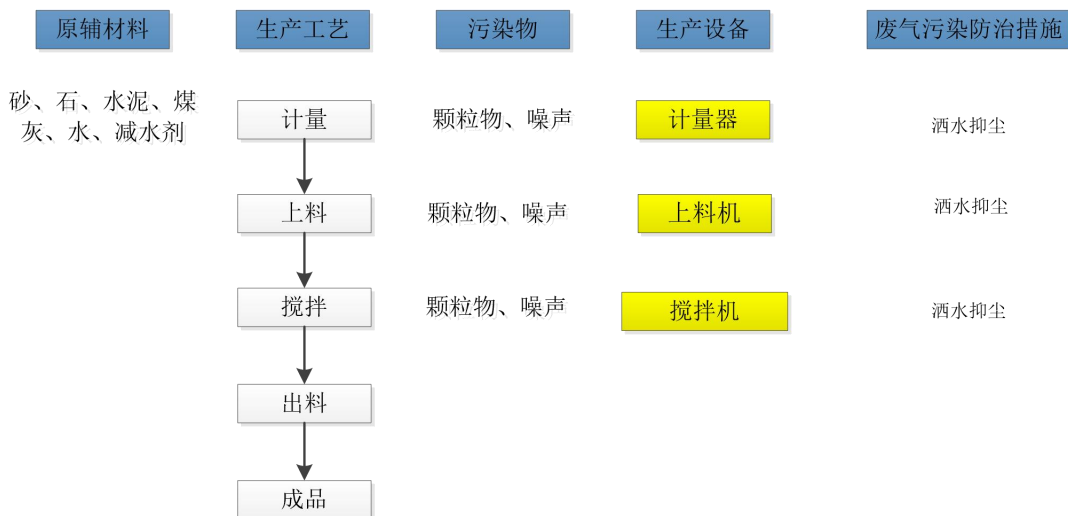 原辅材料
生产工艺
污染物
生产设备
废气污染防治措施
砂、石、水泥、煤
灰、水、减水剂
计量
颗粒物、噪声
计量器
洒水抑尘
上料
颗粒物、噪声
上料机
洒水抑尘
搅拌
颗粒物、噪声
搅拌机
洒水抑尘
出料
成品